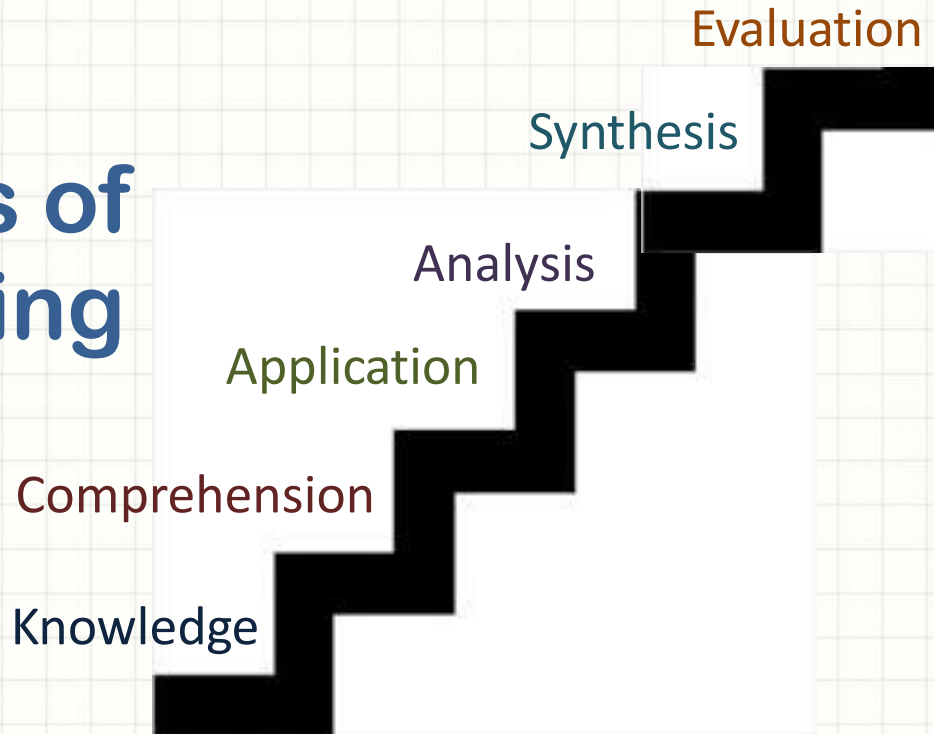 Evaluation
Synthesis
s of
Analysis
ing
Application
Comprehension
Knowledge